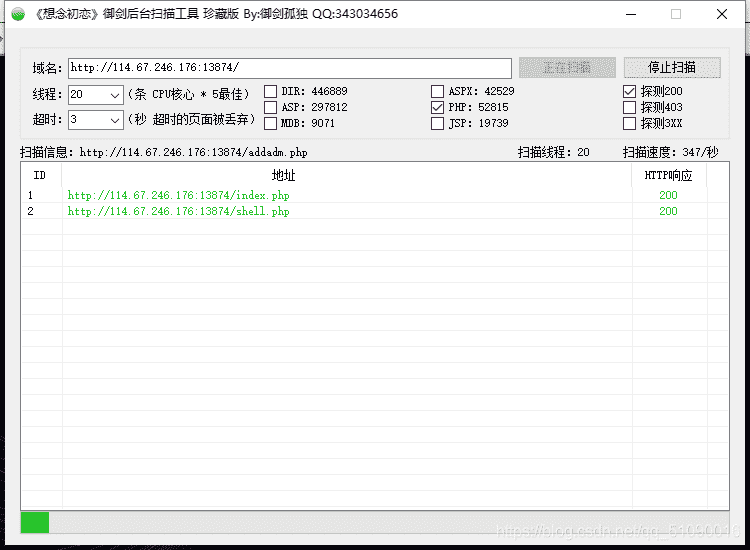 《想念初恋》御剑后台扫描工具 珍藏版 By:御剑孤独 QQ:343034656
域名: http://114.67.246.176:13874/ 正在扫描 停止扫描
线程: 20 (条 CPU核心 * 5最佳) DIR: 446889 ASPX: 42529 探测200
ASP: 297812 PHP: 52815 探测403
超时: 3 (秒 超时的页面被丢弃) MDB: 9071 JSP: 19739 探测3XX
扫描信息: http://114.67.246.176:13874/addadm.php 扫描线程: 20 扫描速度: 347/秒
ID 地址 HTTP响应
1 http://114.67.246.176:13874/index.php 200
2 http://114.67.246.176:13874/shell.php 200